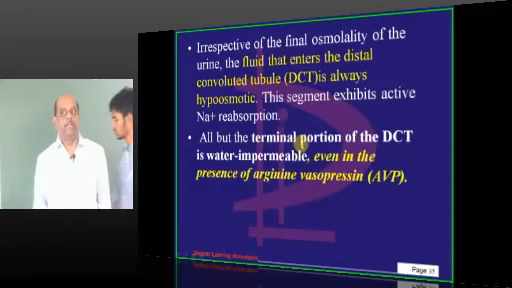 • Irrespective of the final osmolality of the
urine, the fluid that enters the distal
convoluted tubule (DCT)is always
hypoosmotic. This segment exhibits active
Na+ reabsorption.
• All but the terminal portion of the DCT
is water-impermeable, even in the
presence of arginine vasopressin (AVP).
Page 31